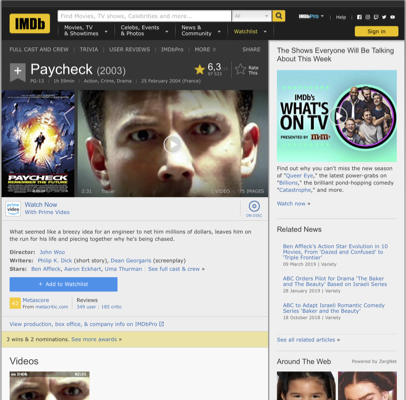 IMDb
Find Movies, TV shows, Celebrities and more...
All
IMDbPro
Help
Movies, TV
& Showtimes
Celebs, Events
& Photos
News &
Community
Watchlist
Sign in
FULL CAST AND CREW | TRIVIA | USER REVIEWS | IMDbPro | MORE
SHARE
Paycheck (2003)
PG-13 | 1h 59min | Action, Crime, Drama | 25 February 2004 (France)
6,3
Rate
This
PAYCHECK
REMEMBER THE FUTURE
2:31
Trailer
VIDEO
IMAGES
prime video
Watch Now
With Prime Video
ON DISC
What seemed like a breezy idea for an engineer to net him millions of dollars, leaves him
on the run for his life and piecing together why he's being chased.
Director: John Woo
Writers: Philip K. Dick (short story), Dean Georgaris (screenplay)
Stars: Ben Affleck, Aaron Eckhart, Uma Thurman | See full cast & crew »
+ Add to Watchlist
Metascore
From metacritic.com
Reviews
349 user | 185 critic
View production, box office, & company info on IMDbPro
3 wins & 2 nominations. See more awards »
Videos
The Shows Everyone Will Be Talking
About This Week
IMDb's
WHAT'S
ON TV
PRESENTED BY
Find out why you can't miss the new season
of "Queer Eye," the latest power-grabs on
"Billions," the brilliant pond-hopping comedy
"Catastrophe," and more.
Watch now »
Related News
Ben Affleck's Action Star Evolution in 10
Movies, From 'Dazed and Confused' to
'Triple Frontier'
09 March 2019 | Variety
ABC Orders Pilot for Drama 'The Baker
and The Beauty' Based on Israeli Series
28 January 2019 | Variety
ABC to Adapt Israeli Romantic Comedy
Series 'Baker and the Beauty'
18 October 2018 | Variety
See all related articles »
Around The Web
Powered by ZergNet